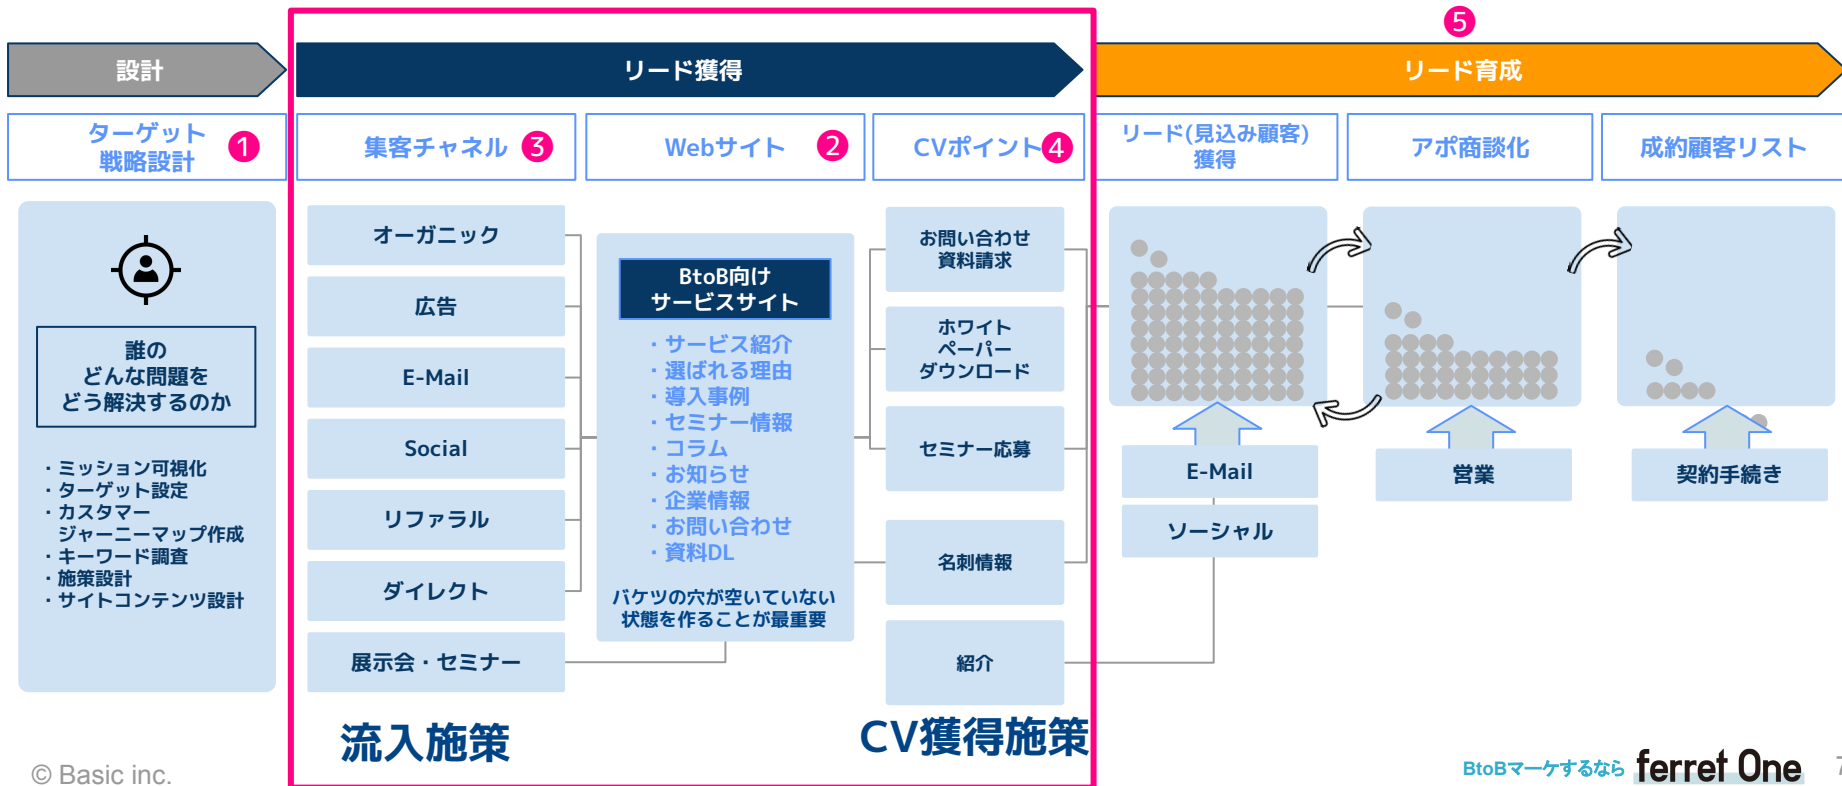 5
設計
リード獲得
リード育成
ターゲット
戦略設計
1
集客チャネル
3
Webサイト
2
CVポイント
4
リード(見込み顧客)
獲得
アポ商談化
成約顧客リスト
誰の
どんな問題を
どう解決するのか
・ミッション可視化
・ターゲット設定
・カスタマー
ジャーニーマップ作成
・キーワード調査
・施策設計
・サイトコンテンツ設計
オーガニック
広告
E-Mail
Social
リファラル
ダイレクト
展示会・セミナー
BtoB向け
サービスサイト
・サービス紹介
・選ばれる理由
・導入事例
・セミナー情報
・コラム
・お知らせ
・企業情報
・お問い合わせ
・資料DL
バケツの穴が空いていない
状態を作ることが最重要
お問い合わせ
資料請求
ホワイト
ペーパー
ダウンロード
セミナー応募
名刺情報
紹介
E-Mail
ソーシャル
営業
契約手続き
流入施策
CV獲得施策
© Basic inc.
BtoBマーケするなら ferret One
7